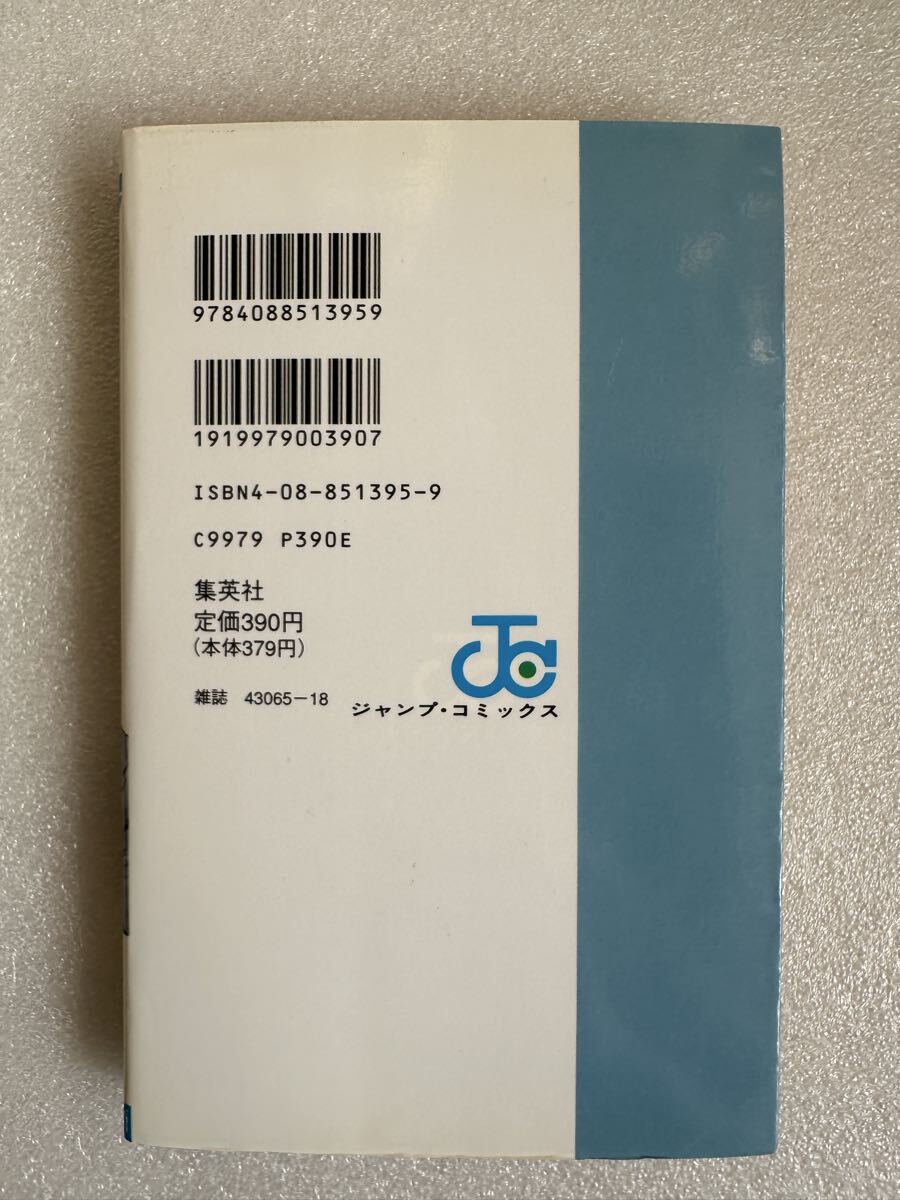 9784088513959
1919979003907
ISBN4-08-851395-9
C9979 P390E
集英社
定価390円
(本体379円)
雑誌 43065-18
JC
ジャンプ・コミックス